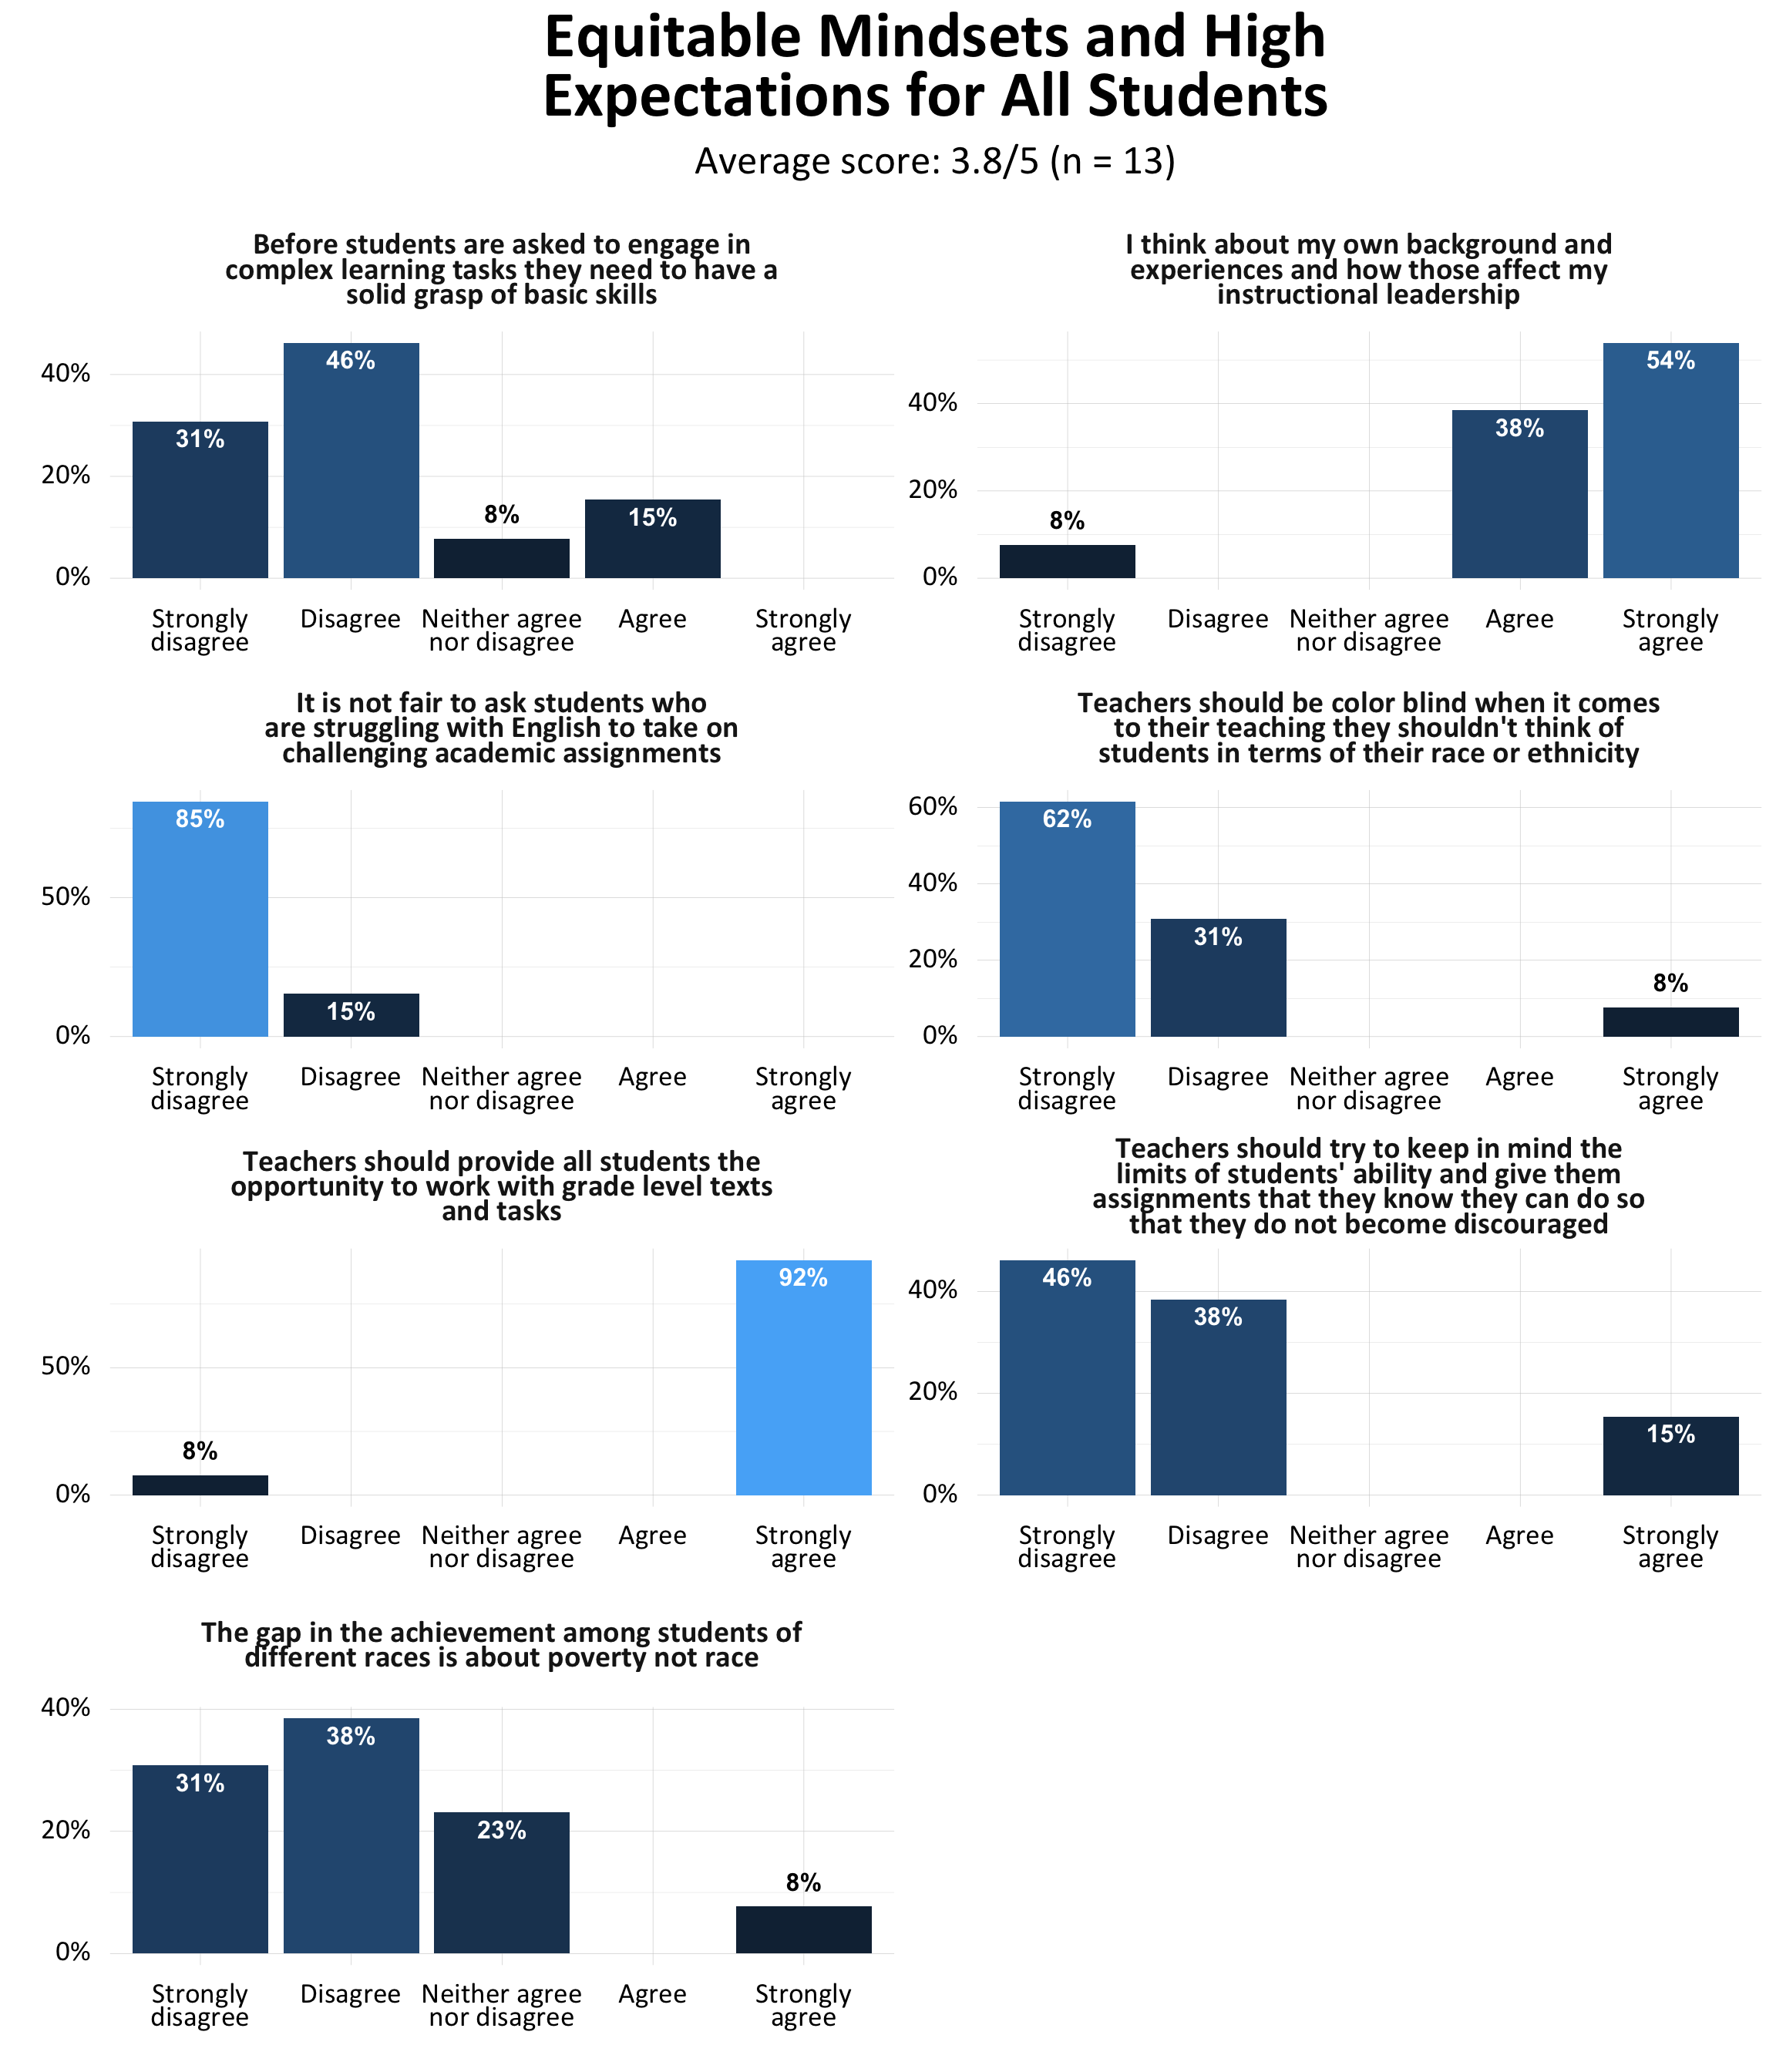 Equitable Mindsets and High
Expectations for All Students
Average score: 3.8/5 (n = 13)
Before students are asked to engage in
complex learning tasks they need to have a
solid grasp of basic skills
40%
20%
0%
31%
46%
8%
15%
Strongly
disagree
Disagree
Neither agree
nor disagree
Agree
Strongly
agree
I think about my own background and
experiences and how those affect my
instructional leadership
40%
20%
0%
8%
38%
54%
Strongly
disagree
Disagree
Neither agree
nor disagree
Agree
Strongly
agree
It is not fair to ask students who
are struggling with English to take on
challenging academic assignments
50%
0%
85%
15%
Strongly
disagree
Disagree
Neither agree
nor disagree
Agree
Strongly
agree
Teachers should be color blind when it comes
to their teaching they shouldn't think of
students in terms of their race or ethnicity
60%
40%
20%
0%
62%
31%
8%
Strongly
disagree
Disagree
Neither agree
nor disagree
Agree
Strongly
agree
Teachers should provide all students the
opportunity to work with grade level texts
and tasks
50%
0%
8%
92%
Strongly
disagree
Disagree
Neither agree
nor disagree
Agree
Strongly
agree
Teachers should try to keep in mind the
limits of students' ability and give them
assignments that they know they can do so
that they do not become discouraged
40%
20%
0%
46%
38%
15%
Strongly
disagree
Disagree
Neither agree
nor disagree
Agree
Strongly
agree
The gap in the achievement among students of
different races is about poverty not race
40%
20%
0%
31%
38%
23%
8%
Strongly
disagree
Disagree
Neither agree
nor disagree
Agree
Strongly
agree